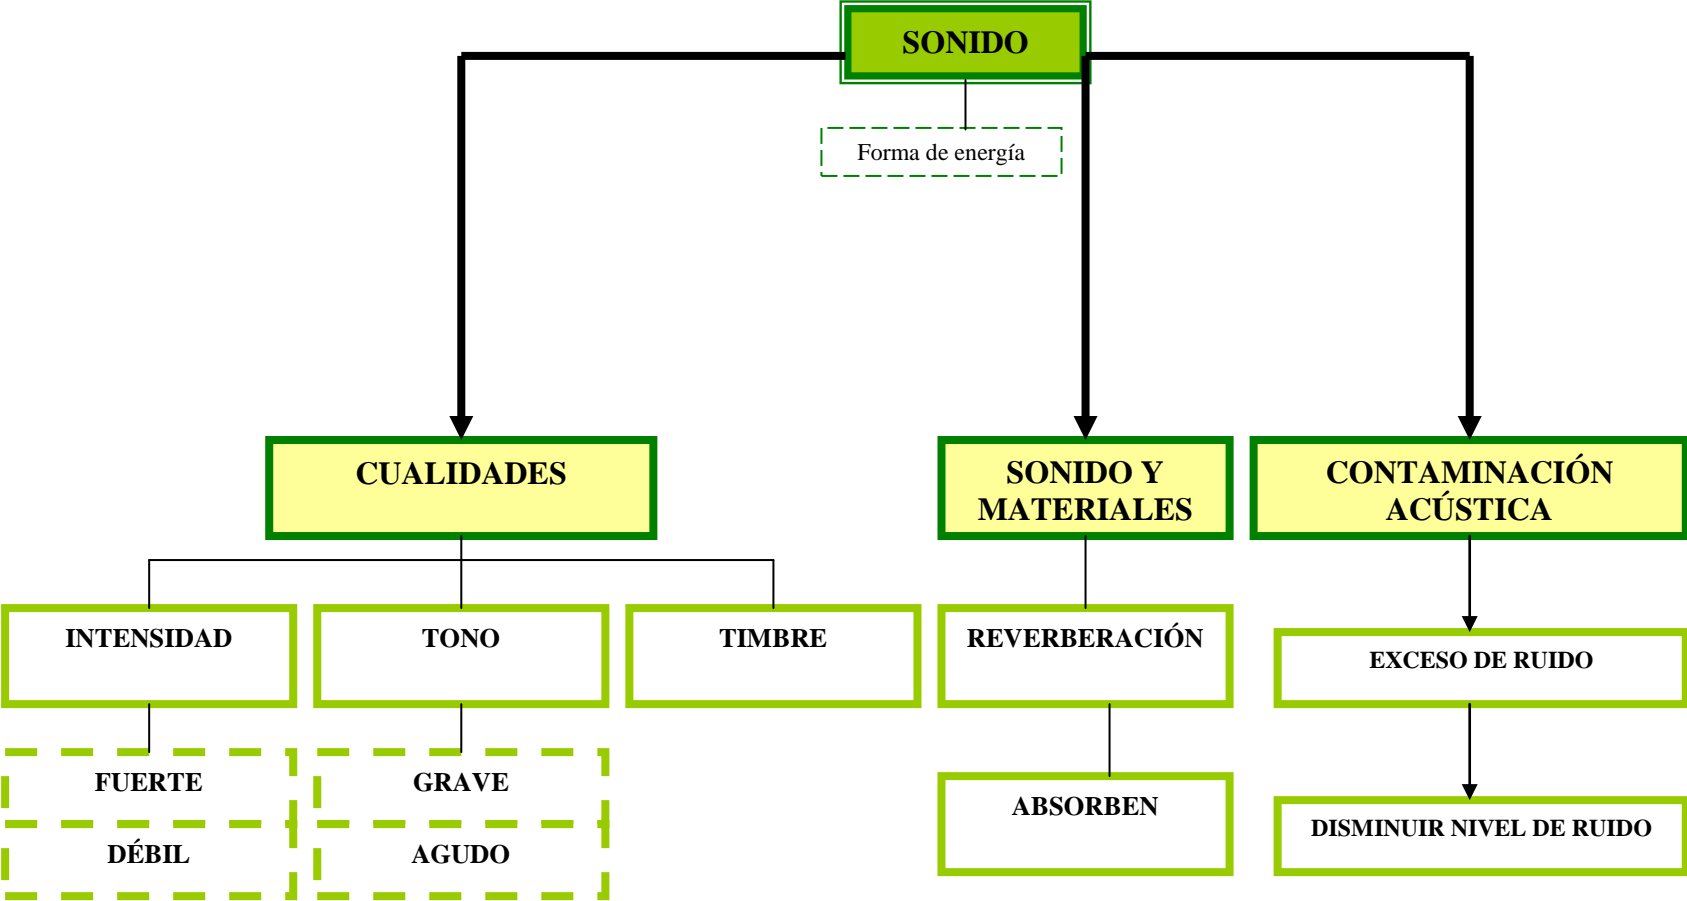 SONIDO
Forma de energía
CUALIDADES
SONIDO Y
MATERIALES
CONTAMINACIÓN
ACÚSTICA
INTENSIDAD
TONO
TIMBRE
REVERBERACIÓN
EXCESO DE RUIDO
FUERTE
GRAVE
ABSORBEN
DISMINUIR NIVEL DE RUIDO
DÉBIL
AGUDO